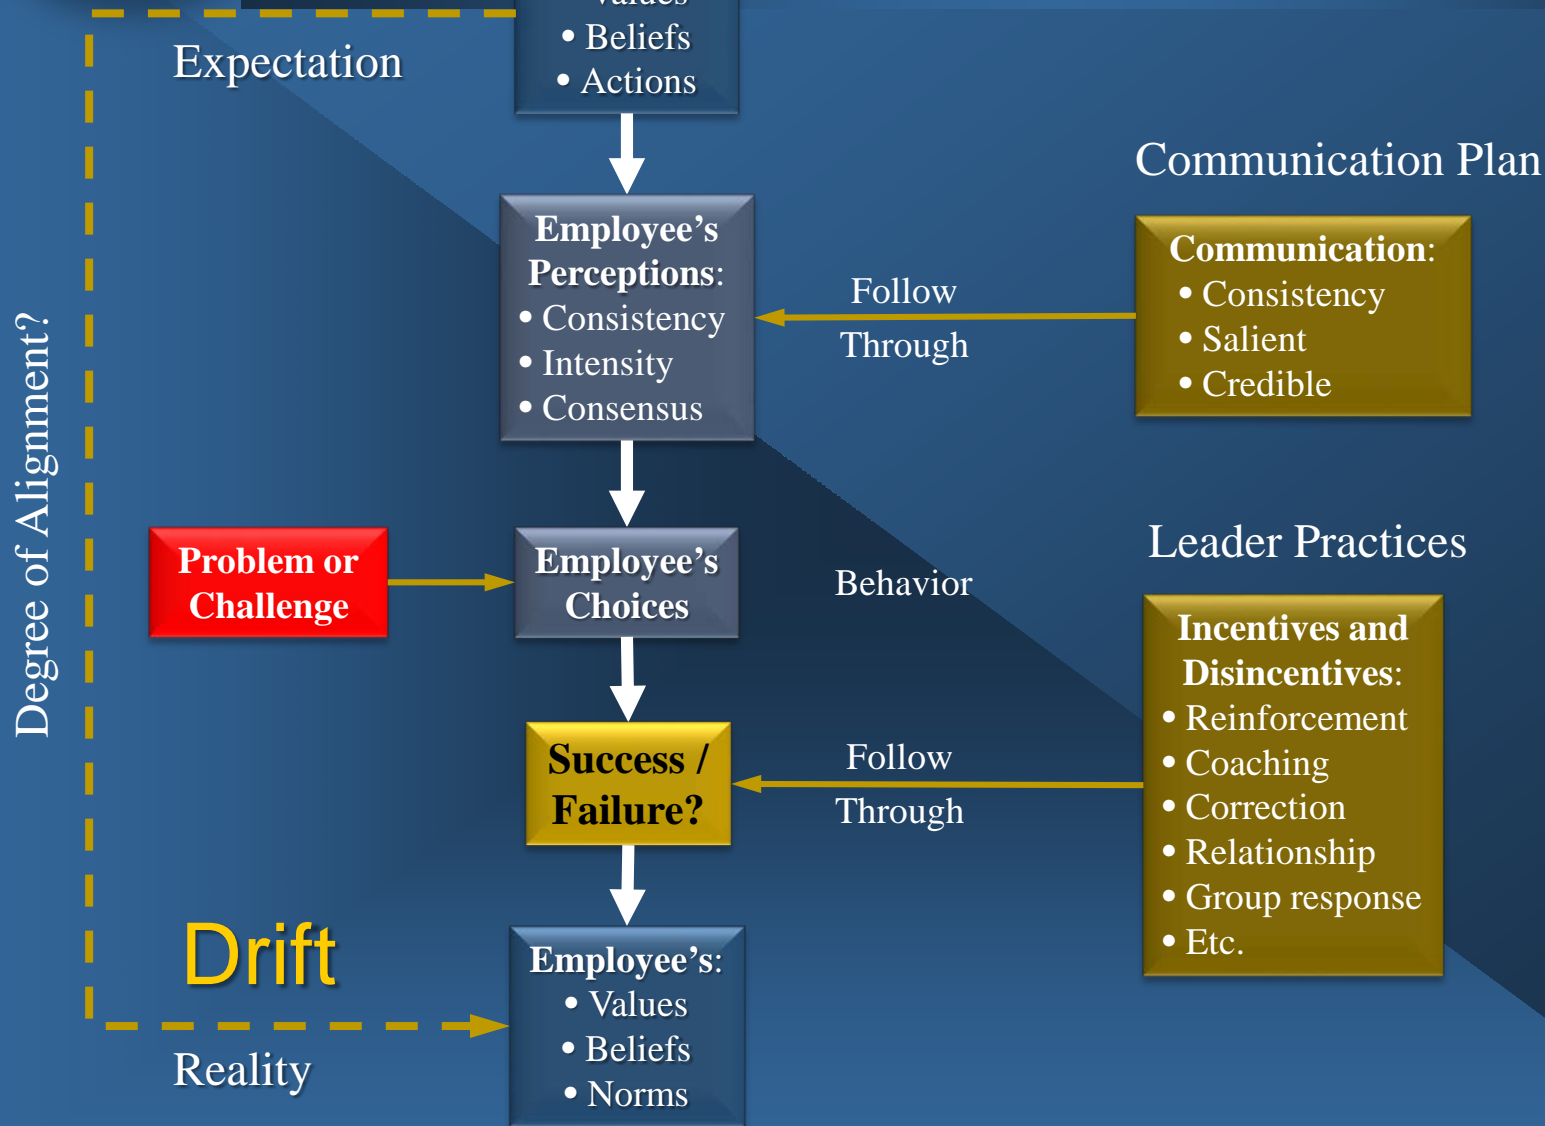 • Beliefs
• Actions
Expectation
Communication Plan
Employee’s
Perceptions:
• Consistency
• Intensity
• Consensus
Follow
Through
Communication:
• Consistency
• Salient
• Credible
Degree of Alignment?
Problem or
Challenge
Employee’s
Choices
Behavior
Leader Practices
Incentives and
Disincentives:
• Reinforcement
• Coaching
• Correction
• Relationship
• Group response
• Etc.
Success /
Failure?
Follow
Through
Drift
Reality
Employee’s:
• Values
• Beliefs
• Norms